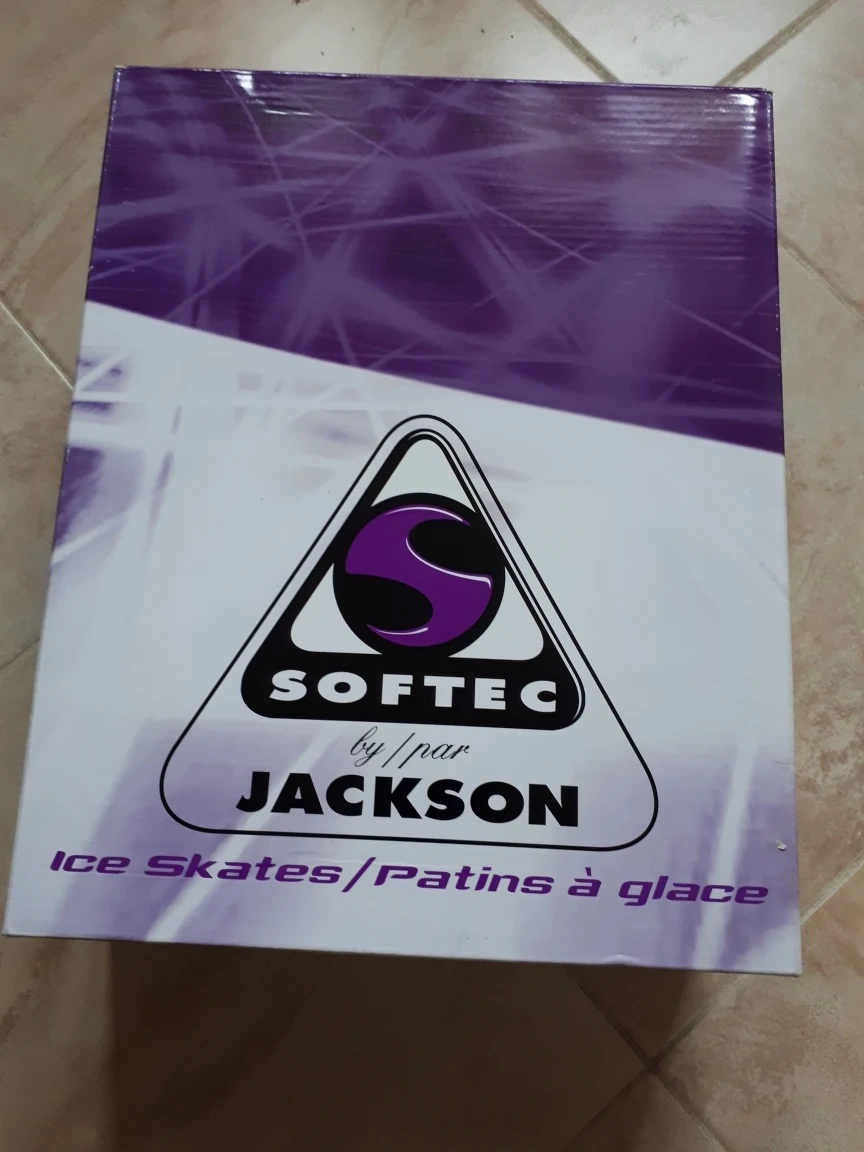 SOFTEC
by/par
JACKSON
Ice Skates/Patins à glace